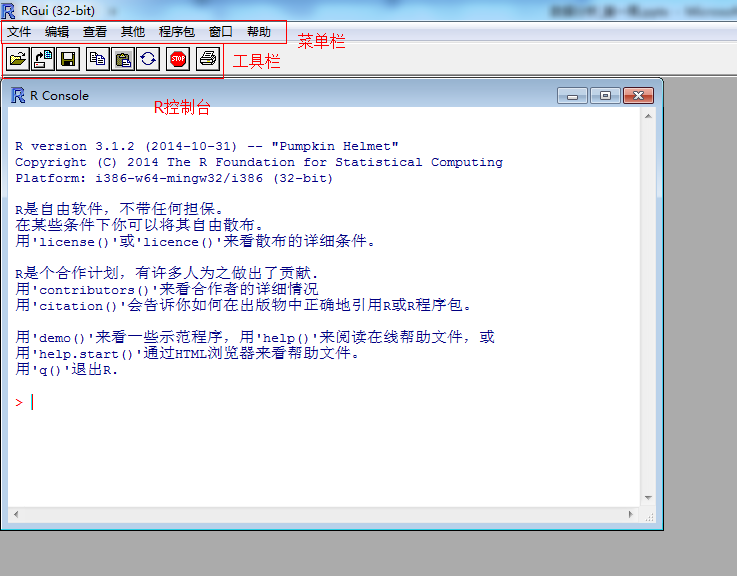 RGui (32-bit)
文件 编辑 查看 其他 程序包 窗口 帮助
菜单栏
STOP
工具栏
R Console
R控制台
R version 3.1.2 (2014-10-31) -- "Pumpkin Helmet"
Copyright (C) 2014 The R Foundation for Statistical Computing
Platform: i386-w64-mingw32/i386 (32-bit)
R是自由软件，不带任何担保。
在某些条件下你可以将其自由散布。
用'license()'或'licence()'来看散布的详细条件。
R是个合作计划，有许多人为之做出了贡献.
用'contributors()'来看合作者的详细情况
用'citation()'会告诉你如何在出版物中正确地引用R或R程序包。
用'demo()'来看一些示范程序，用'help()'来阅读在线帮助文件，或
用'help.start()'通过HTML浏览器来看帮助文件。
用'q()'退出R.
>